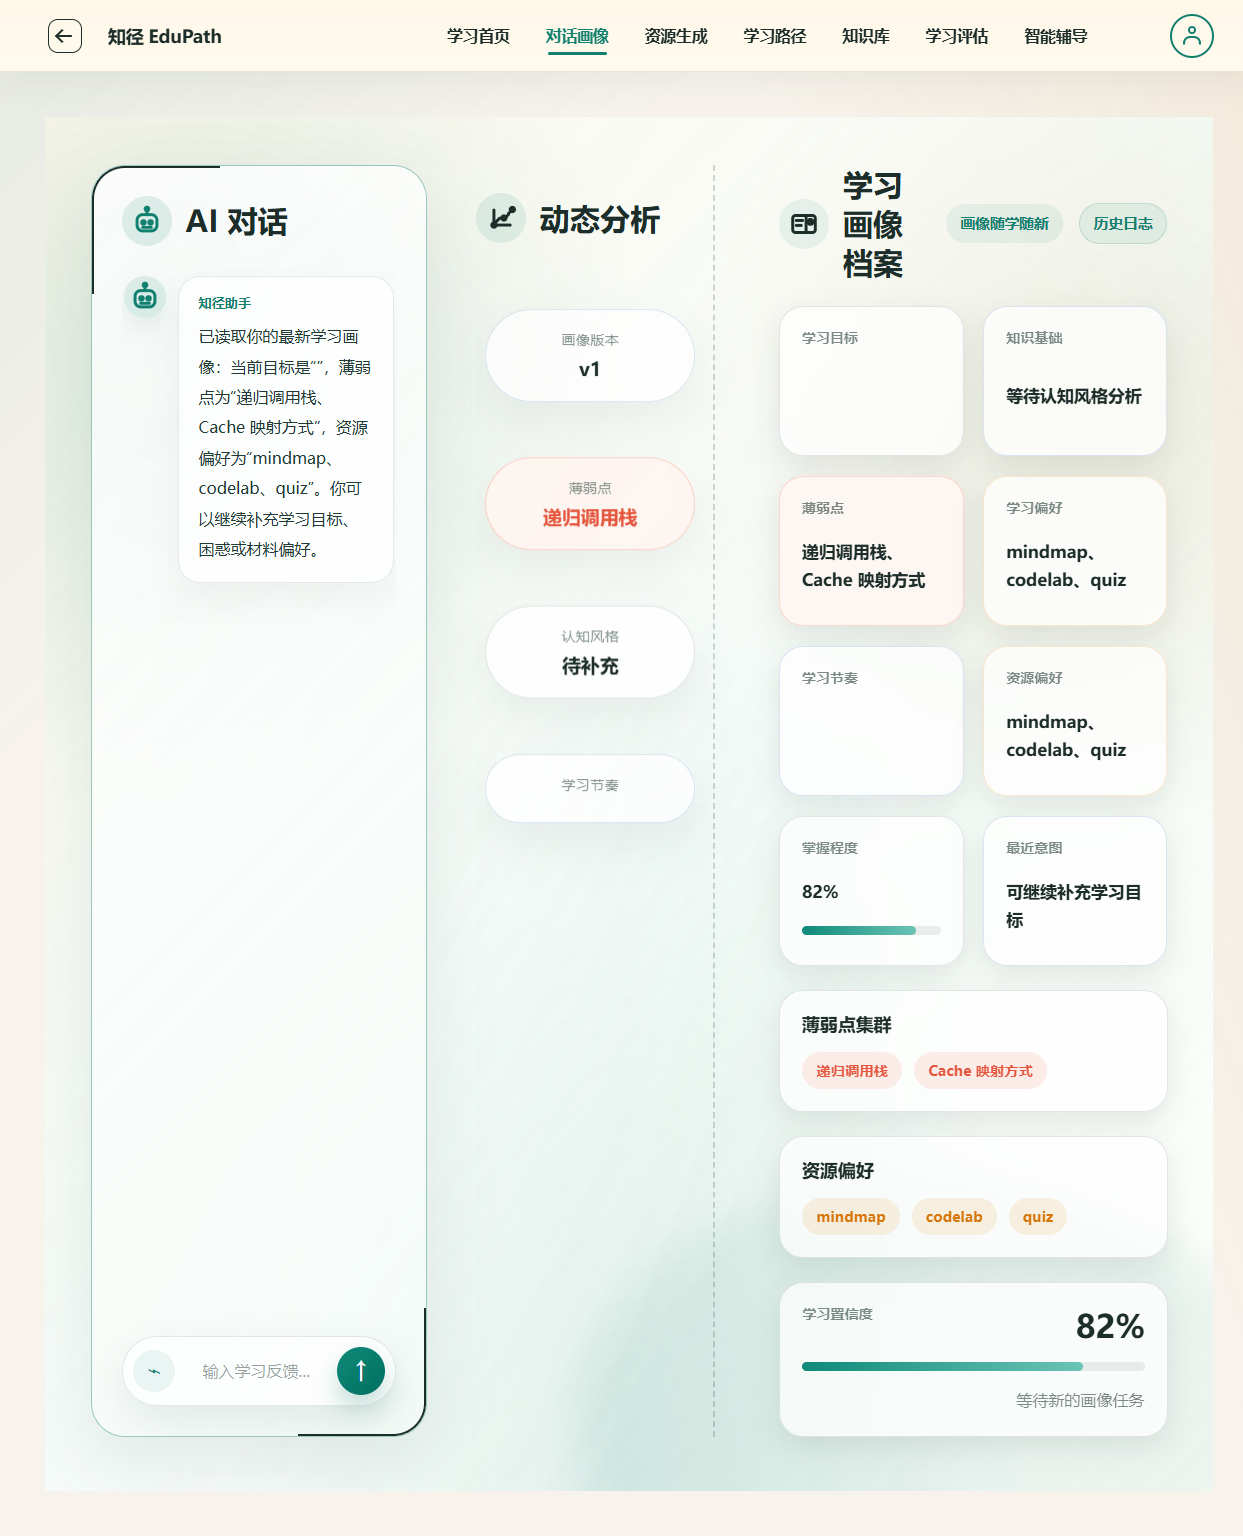 知径 EduPath
学习首页
对话画像
资源生成
学习路径
知识库
学习评估
智能辅导
AI 对话
知径助手
已读取你的最新学习画
像：当前目标是“”，薄弱
点为“递归调用栈、
Cache 映射方式”，资源
偏好为“mindmap、
codelab、quiz”。你可
以继续补充学习目标、
困惑或材料偏好。
输入学习反馈...
动态分析
画像版本
v1
薄弱点
递归调用栈
认知风格
待补充
学习节奏
学习
画像
档案
画像随学随新
历史日志
学习目标
知识基础
等待认知风格分析
薄弱点
递归调用栈、
Cache 映射方式
学习偏好
mindmap、
codelab、quiz
学习节奏
资源偏好
mindmap、
codelab、quiz
掌握程度
82%
最近意图
可继续补充学习目
标
薄弱点集群
递归调用栈
Cache 映射方式
资源偏好
mindmap
codelab
quiz
学习置信度
82%
等待新的画像任务